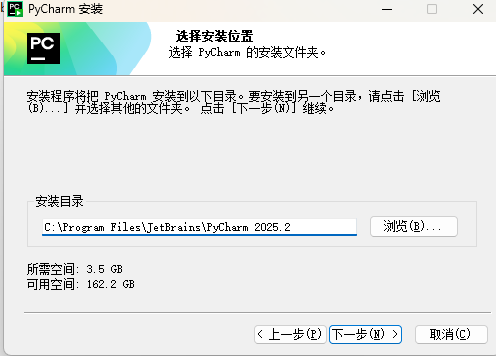 PyCharm 安装
PC
选择安装位置
选择 PyCharm 的安装文件夹。
安装程序将把 PyCharm 安装到以下目录。要安装到另一个目录，请点击 [浏览
(B)...] 并选择其他的文件夹。 点击 [下一步(N)] 继续。
安装目录
C:\Program Files\JetBrains\PyCharm 2025.2
浏览(B)...
所需空间: 3.5 GB
可用空间: 162.2 GB
< 上一步(P) 下一步(N) > 取消(C)